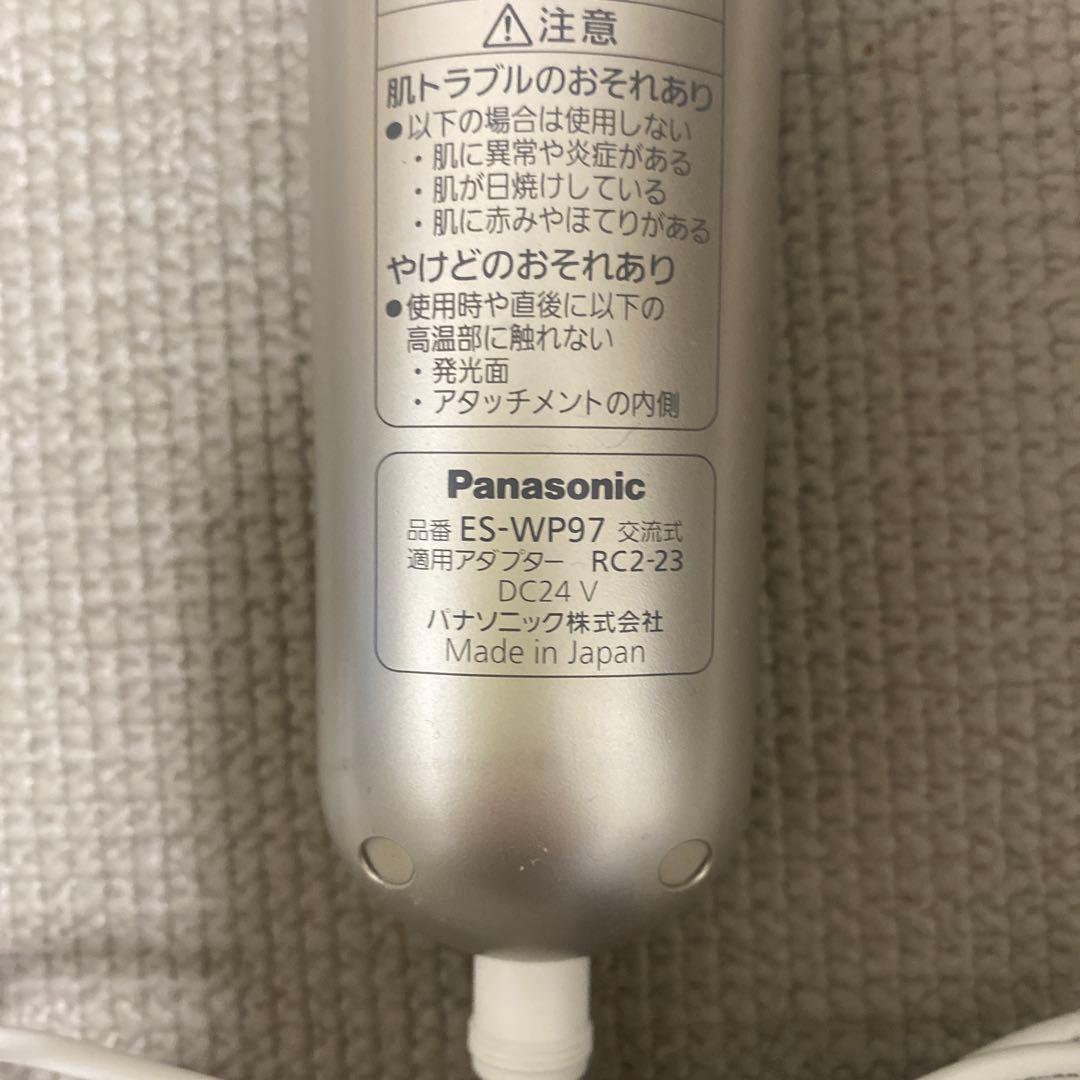 ⚠注意
肌トラブルのおそれあり
●以下の場合は使用しない
・肌に異常や炎症がある
・肌が日焼けしている
・肌に赤みやほてりがある
やけどのおそれあり
●使用時や直後に以下の
高温部に触れない
・発光面
・アタッチメントの内側
Panasonic
品番 ES-WP97 交流式
適用アダプター RC2-23
DC24 V
パナソニック株式会社
Made in Japan